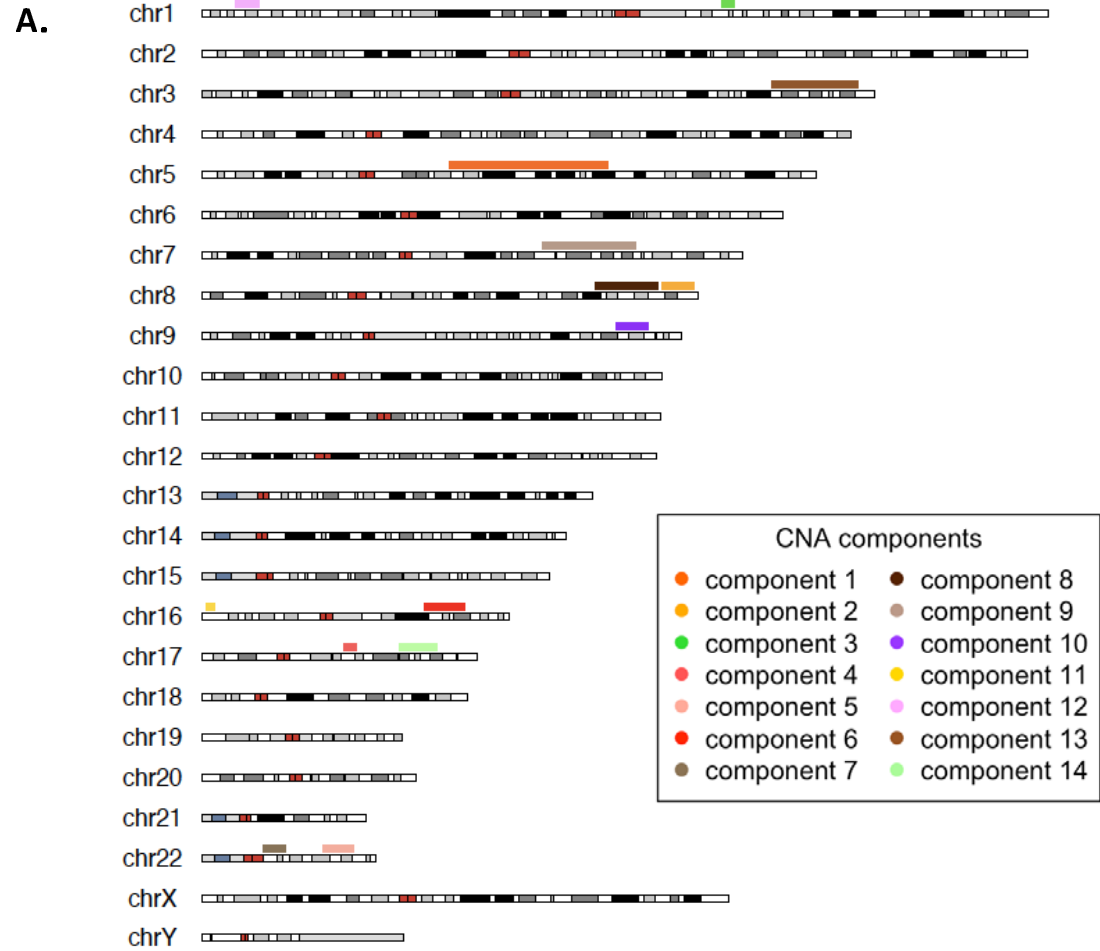 A.
chr1
chr2
chr3
chr4
chr5
chr6
chr7
chr8
chr9
chr10
chr11
chr12
chr13
chr14
chr15
chr16
chr17
chr18
chr19
chr20
chr21
chr22
chrX
chrY
CNA components
component 1
component 2
component 3
component 4
component 5
component 6
component 7
component 8
component 9
component 10
component 11
component 12
component 13
component 14